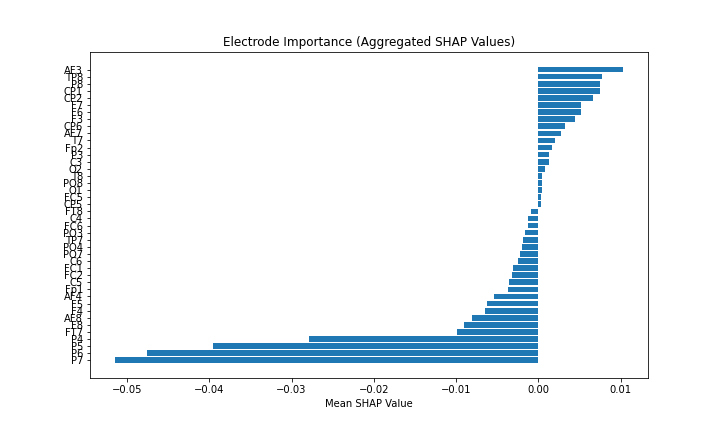 Electrode Importance (Aggregated SHAP Values)
AF3
TP8
P8
CP1
CP2
F7
F6
F3
CP6
AF7
T7
Fp2
P3
C3
O2
T8
PO8
O1
FC5
CP5
FT8
C4
FC6
PO3
TP7
PO4
PO7
C6
FC1
FC2
C5
Fp1
AF4
F5
F4
AF8
F8
FT7
P4
P5
P6
P7
−0.05 −0.04 −0.03 −0.02 −0.01 0.00 0.01
Mean SHAP Value